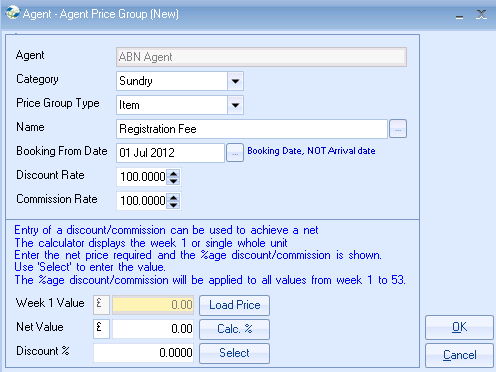 Agent - Agent Price Group (New)
Agent ABN Agent
Category Sundry
Price Group Type Item
Name Registration Fee ...
Booking From Date 01 Jul 2012 ... Booking Date, NOT Arrival date
Discount Rate 100.0000
Commission Rate 100.0000
Entry of a discount/commission can be used to achieve a net
The calculator displays the week 1 or single whole unit
Enter the net price required and the %age discount/commission is shown.
Use 'Select' to enter the value.
The %age discount/commission will be applied to all values from week 1 to 53.
Week 1 Value £ 0.00 Load Price
Net Value £ 0.00 Calc. %
Discount % 0.0000 Select
OK
Cancel